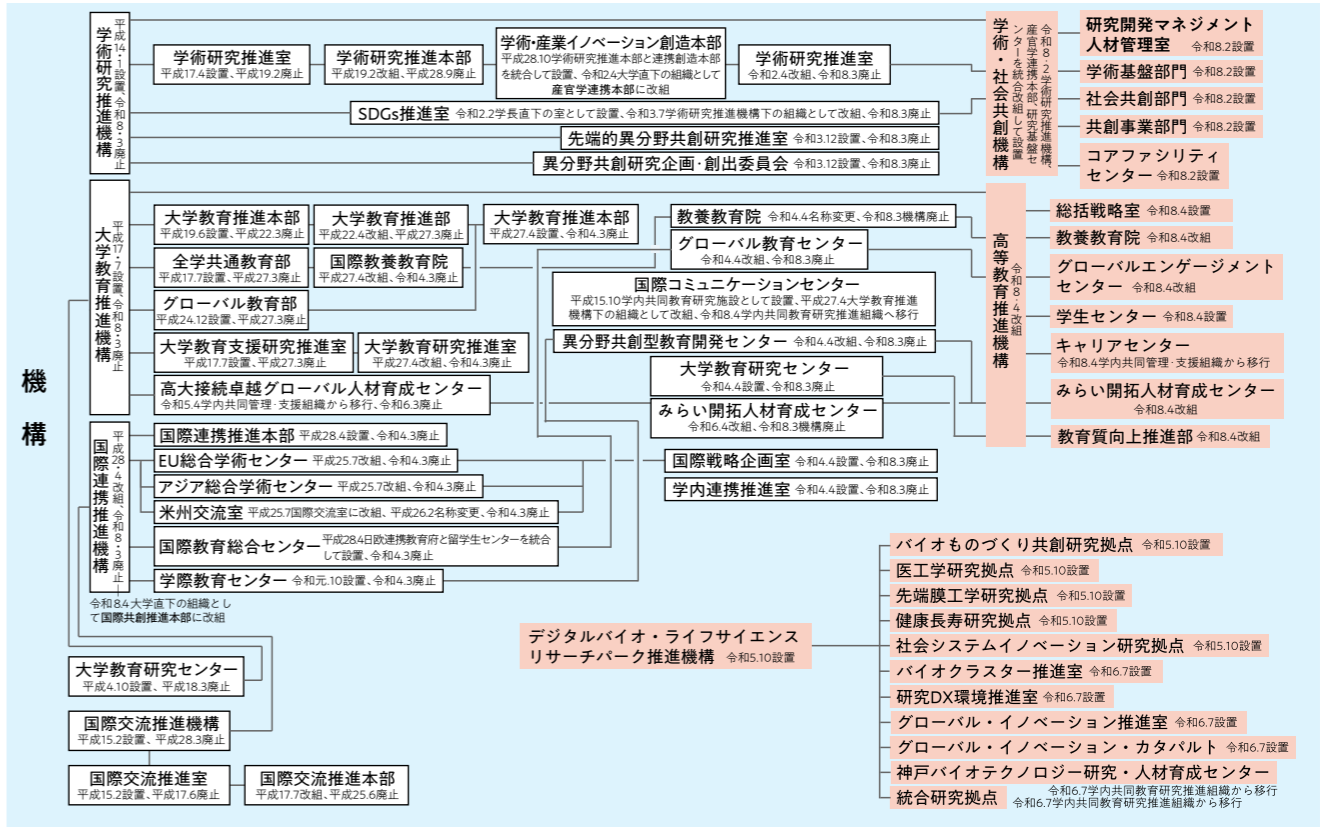 機構
学術研究推進機構
平成14・1設置、令和8・3廃止
学術研究推進室
平成17.4設置、平成19.2廃止
学術研究推進本部
平成19.2改組、平成28.9廃止
学術・産業イノベーション創造本部
平成28.10学術研究推進本部と連携創造本部
を統合して設置、令和2.4大学直下の組織として
産官学連携本部に改組
学術研究推進室
令和2.4改組、令和8.3廃止
SDGs推進室 令和2.2学長直下の室として設置、令和3.7学術研究推進機構下の組織として改組、令和8.3廃止
先端的異分野共創研究推進室 令和3.12設置、令和8.3廃止
異分野共創研究企画・創出委員会 令和3.12設置、令和8.3廃止
学術・社会共創機構
令和8・2学術研究推進機構、
産官学連携本部、研究基盤セ
ンターを統合改組して設置
研究開発マネジメント
人材管理室 令和8.2設置
学術基盤部門 令和8.2設置
社会共創部門 令和8.2設置
共創事業部門 令和8.2設置
コアファシリティ
センター 令和8.2設置
大学教育推進機構
平成17・7設置、令和8・3廃止
大学教育推進本部
平成19.6設置、平成22.3廃止
大学教育推進部
平成22.4改組、平成27.3廃止
大学教育推進本部
平成27.4設置、令和4.3廃止
全学共通教育部
平成17.7設置、平成27.3廃止
国際教養教育院
平成27.4改組、令和4.3廃止
グローバル教育部
平成24.12設置、平成27.3廃止
大学教育支援研究推進室
平成17.7設置、平成27.3廃止
大学教育研究推進室
平成27.4改組、令和4.3廃止
高大接続卓越グローバル人材育成センター
令和5.4学内共同管理・支援組織から移行、令和6.3廃止
教養教育院 令和4.4名称変更、令和8.3機構廃止
グローバル教育センター
令和4.4改組、令和8.3廃止
国際コミュニケーションセンター
平成15.10学内共同教育研究施設として設置、平成27.4大学教育推進
機構下の組織として改組、令和8.4学内共同教育研究推進組織へ移行
異分野共創型教育開発センター 令和4.4改組、令和8.3廃止
大学教育研究センター
令和4.4設置、令和8.3廃止
みらい開拓人材育成センター
令和6.4改組、令和8.3機構廃止
高等教育推進機構
令和8・4改組
総括戦略室 令和8.4設置
教養教育院 令和8.4改組
グローバルエンゲージメント
センター 令和8.4改組
学生センター 令和8.4設置
キャリアセンター
令和8.4学内共同管理・支援組織から移行
みらい開拓人材育成センター
令和8.4改組
教育質向上推進部 令和8.4改組
国際連携推進機構
平成28・4改組、令和8・3廃止
令和8.4大学直下の組織とし
て国際共創推進本部に改組
国際連携推進本部 平成28.4設置、令和4.3廃止
EU総合学術センター 平成25.7改組、令和4.3廃止
アジア総合学術センター 平成25.7改組、令和4.3廃止
米州交流室 平成25.7国際交流室に改組、平成26.2名称変更、令和4.3廃止
国際教育総合センター 平成28.4日欧連携教育府と留学生センターを統合
して設置、令和4.3廃止
学際教育センター 令和元.10設置、令和4.3廃止
国際戦略企画室 令和4.4設置、令和8.3廃止
学内連携推進室 令和4.4設置、令和8.3廃止
大学教育研究センター
平成4.10設置、平成18.3廃止
国際交流推進機構
平成15.2設置、平成28.3廃止
国際交流推進室
平成15.2設置、平成17.6廃止
国際交流推進本部
平成17.7改組、平成25.6廃止
デジタルバイオ・ライフサイエンス
リサーチパーク推進機構 令和5.10設置
バイオものづくり共創研究拠点 令和5.10設置
医工学研究拠点 令和5.10設置
先端膜工学研究拠点 令和5.10設置
健康長寿研究拠点 令和5.10設置
社会システムイノベーション研究拠点 令和5.10設置
バイオクラスター推進室 令和6.7設置
研究DX環境推進室 令和6.7設置
グローバル・イノベーション推進室 令和6.7設置
グローバル・イノベーション・カタパルト 令和6.7設置
神戸バイオテクノロジー研究・人材育成センター
令和6.7学内共同教育研究推進組織から移行
統合研究拠点 令和6.7学内共同教育研究推進組織から移行